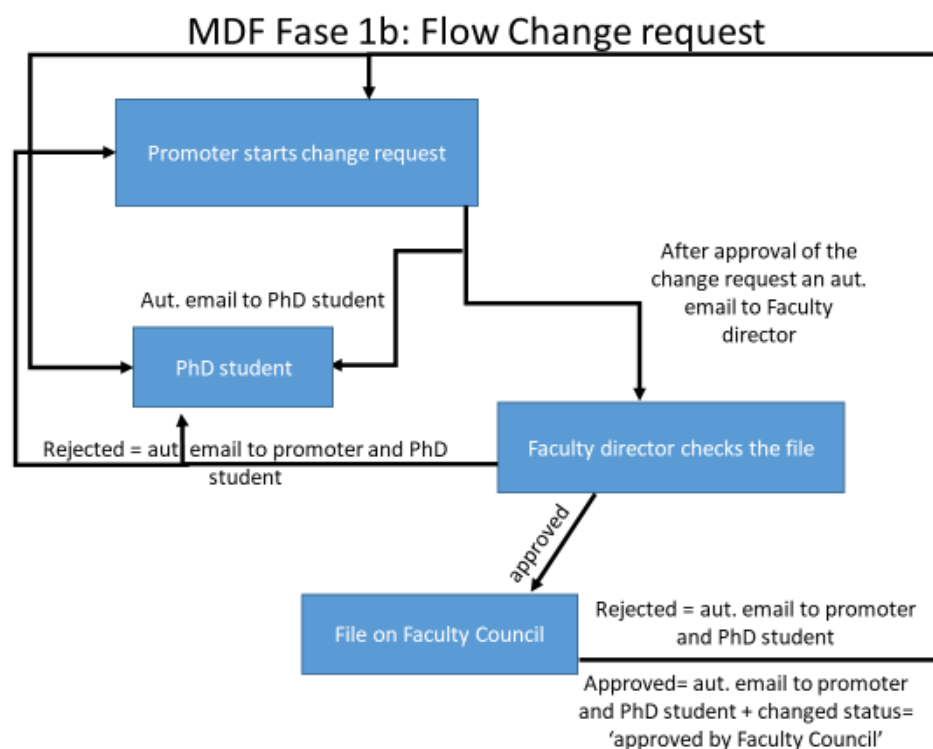 MDF Fase 1b: Flow Change request
Promoter starts change request
After approval of the
change request an aut.
email to Faculty
director
Aut. email to PhD student
PhD student
Rejected = aut. email to promoter and PhD
student
Faculty director checks the file
approved
File on Faculty Council
Rejected = aut. email to promoter
and PhD student
Approved= aut. email to promoter
and PhD student + changed status=
‘approved by Faculty Council’